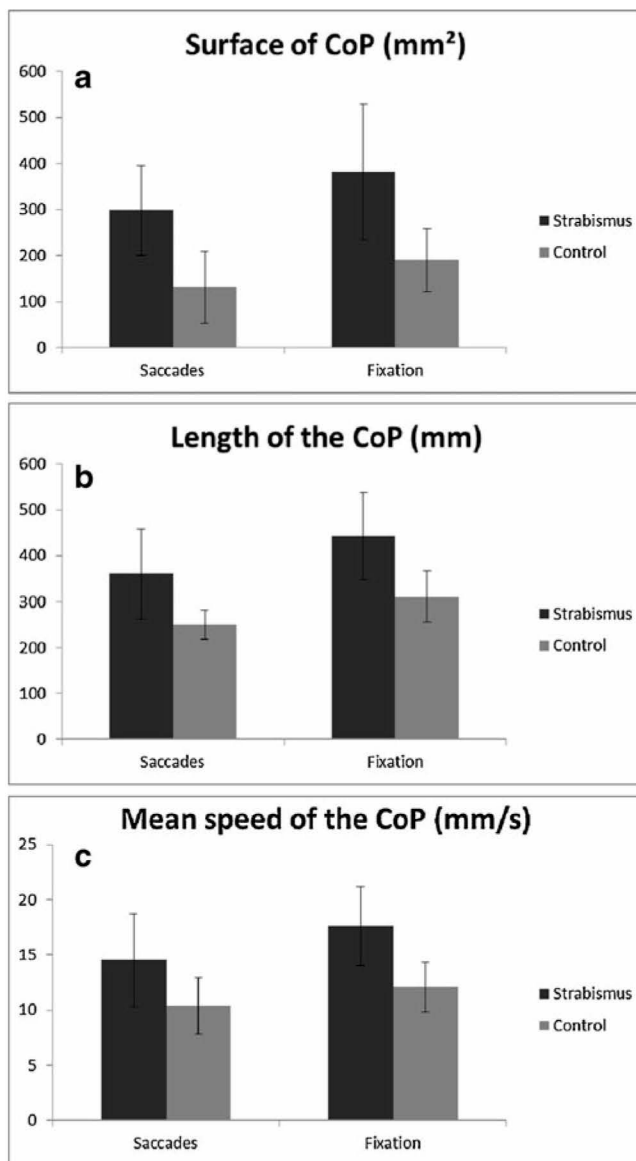 Surface of CoP (mm²)
a
600
500
400
300
200
100
0
Saccades
Fixation
Strabismus
Control
Length of the CoP (mm)
b
600
500
400
300
200
100
0
Saccades
Fixation
Strabismus
Control
Mean speed of the CoP (mm/s)
c
25
20
15
10
5
0
Saccades
Fixation
Strabismus
Control